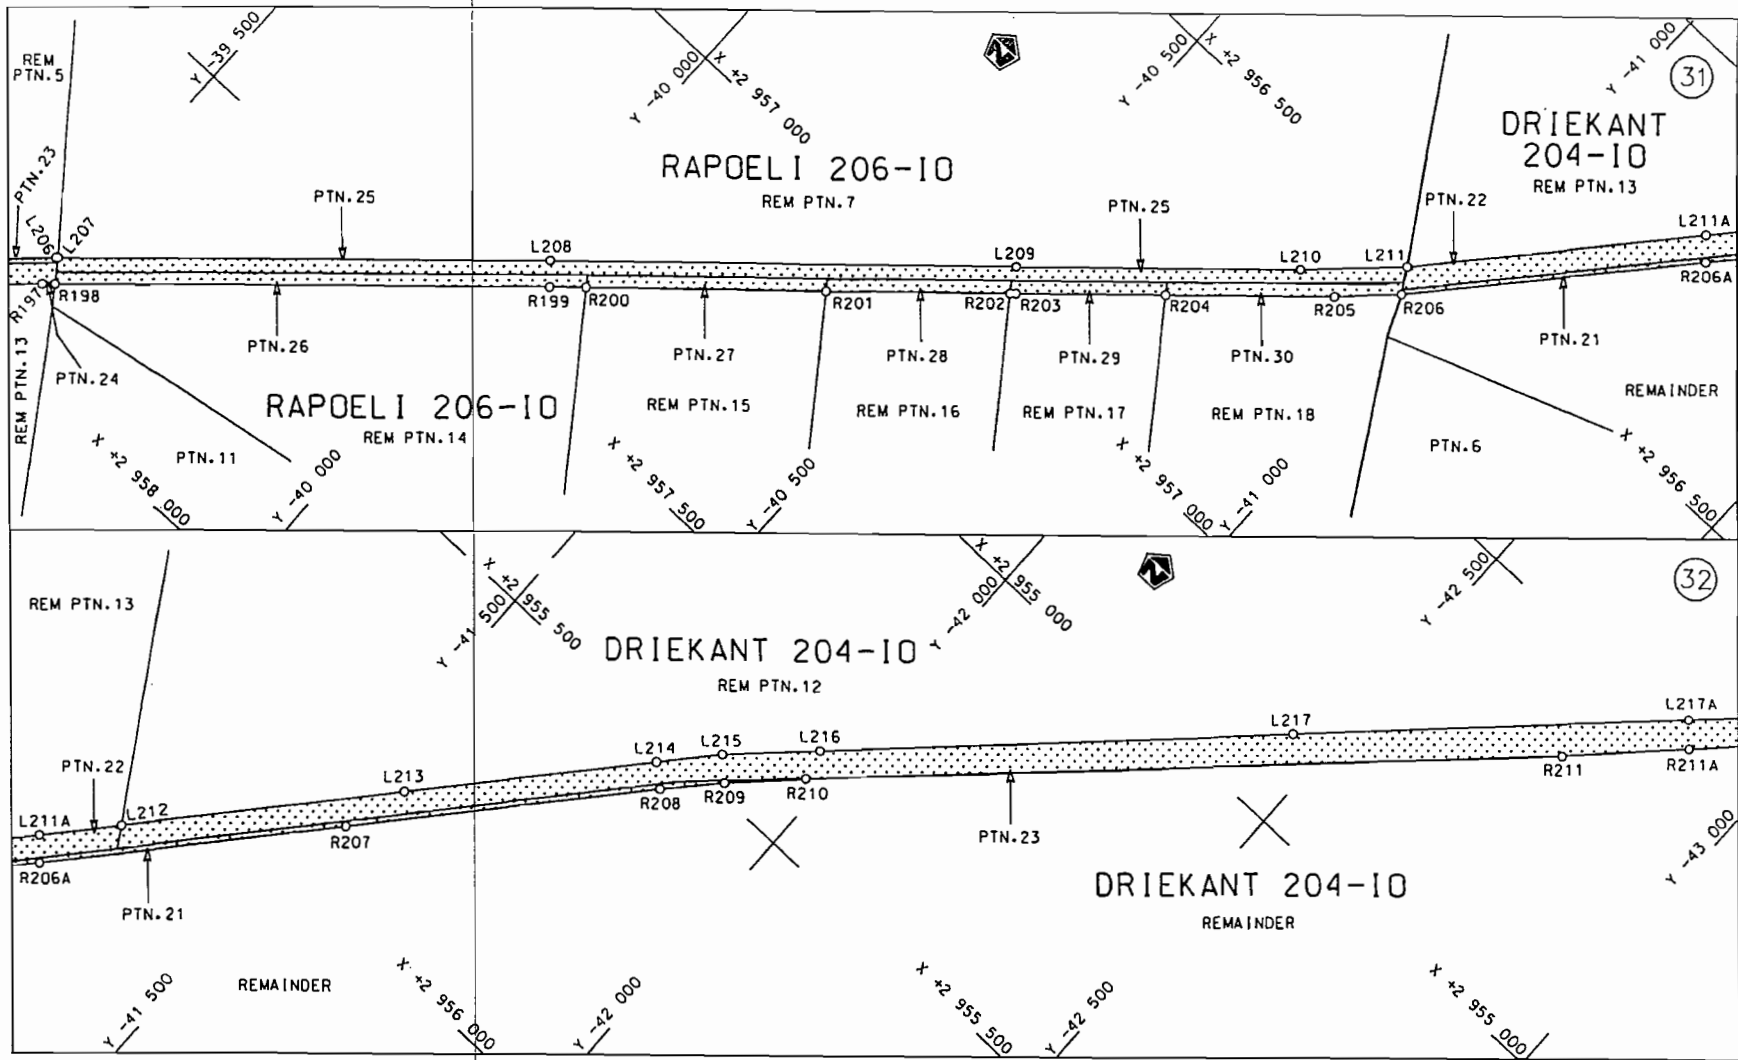 REM
PTN.5
Y -39 500
Y -40 000
X +2 957 000
Y -40 500
X +2 956 500
Y -41 000
31
DRIEKANT
204-IO
REM PTN.13
RAPOELI 206-IO
REM PTN.7
PTN.23
PTN.25
PTN.25
PTN.22
L206
L207
L208
L209
L210
L211
L211A
R197
R198
R199
R200
R201
R202
R203
R204
R205
R206
R206A
PTN.24
PTN.26
PTN.27
PTN.28
PTN.29
PTN.30
PTN.21
REM PTN.13
RAPOELI 206-IO
REM PTN.14
REM PTN.15
REM PTN.16
REM PTN.17
REM PTN.18
REMAINDER
PTN.11
PTN.6
X +2 958 000
Y -40 000
X +2 957 500
Y -40 500
X +2 957 000
Y -41 000
X +2 956 500
REM PTN.13
X +2 955 500
Y -41 500
X +2 955 000
Y -42 000
Y -42 500
32
DRIEKANT 204-IO
REM PTN.12
PTN.22
L211A
L212
L213
L214
L215
L216
L217
L217A
R206A
R207
R208
R209
R210
R211
R211A
PTN.21
PTN.23
DRIEKANT 204-IO
REMAINDER
Y -43 000
REMAINDER
Y -41 500
X +2 956 000
Y -42 000
X +2 955 500
Y -42 500
X +2 955 000